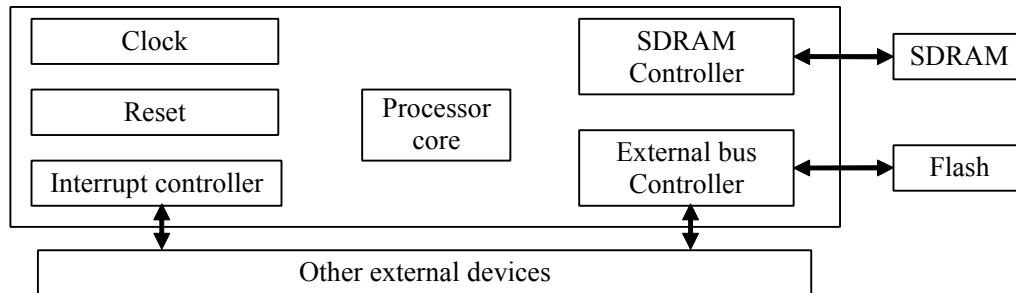 Clock
SDRAM
Controller
SDRAM
Reset
Processor
core
External bus
Controller
Interrupt controller
Flash
Other external devices